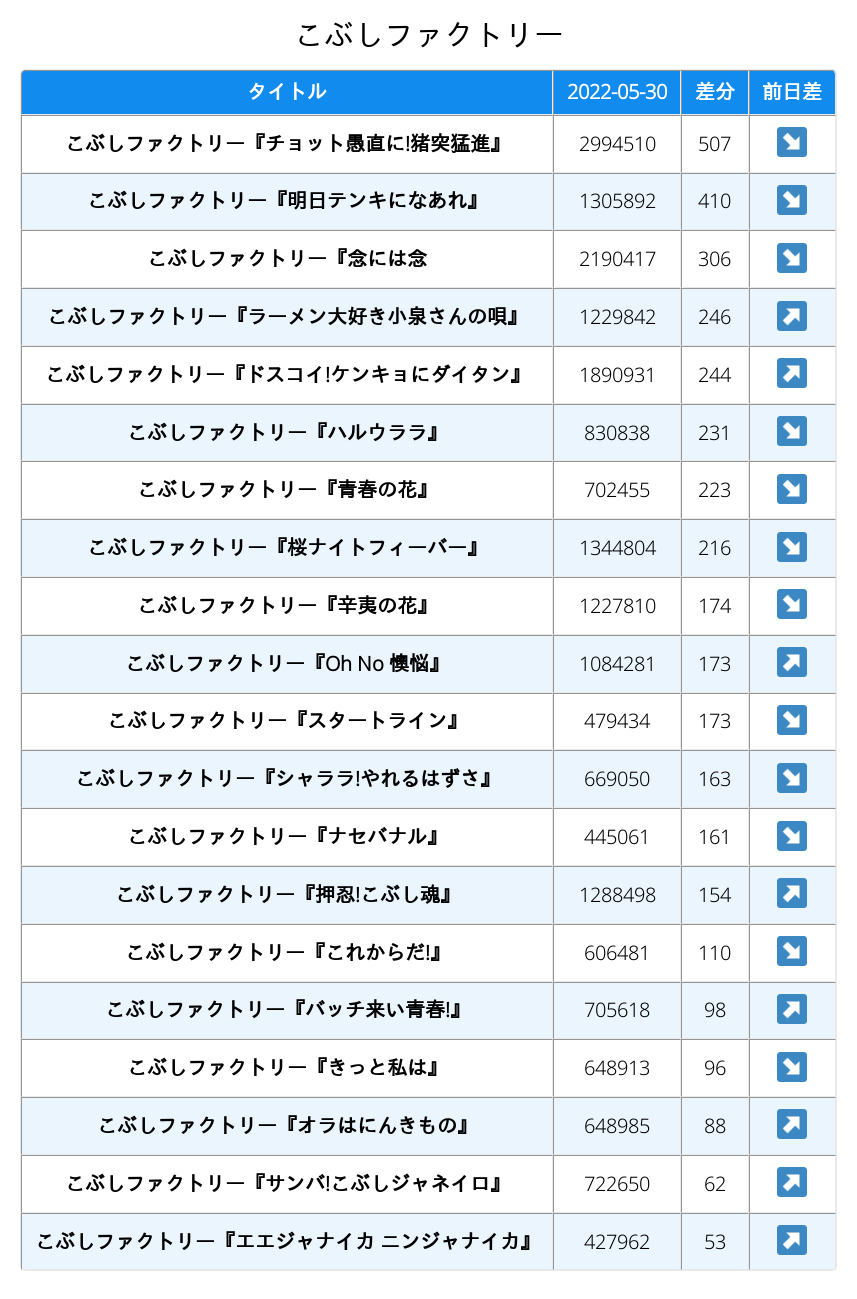 こぶしファクトリー
タイトル 2022-05-30 差分 前日差
こぶしファクトリー『チョット愚直に!猪突猛進』 2994510 507 ↘
こぶしファクトリー『明日テンキになあれ』 1305892 410 ↘
こぶしファクトリー『念には念 2190417 306 ↘
こぶしファクトリー『ラーメン大好き小泉さんの唄』 1229842 246 ↗
こぶしファクトリー『ドスコイ!ケンキョにダイタン』 1890931 244 ↗
こぶしファクトリー『ハルウララ』 830838 231 ↘
こぶしファクトリー『青春の花』 702455 223 ↘
こぶしファクトリー『桜ナイトフィーバー』 1344804 216 ↘
こぶしファクトリー『辛夷の花』 1227810 174 ↘
こぶしファクトリー『Oh No 懊悩』 1084281 173 ↗
こぶしファクトリー『スタートライン』 479434 173 ↘
こぶしファクトリー『シャララ!やれるはずさ』 669050 163 ↘
こぶしファクトリー『ナセバナル』 445061 161 ↘
こぶしファクトリー『押忍!こぶし魂』 1288498 154 ↗
こぶしファクトリー『これからだ!』 606481 110 ↘
こぶしファクトリー『バッチ来い青春!』 705618 98 ↗
こぶしファクトリー『きっと私は』 648913 96 ↘
こぶしファクトリー『オラはにんきもの』 648985 88 ↗
こぶしファクトリー『サンバ!こぶしジャネイロ』 722650 62 ↗
こぶしファクトリー『エエジャナイカ ニンジャナイカ』 427962 53 ↗